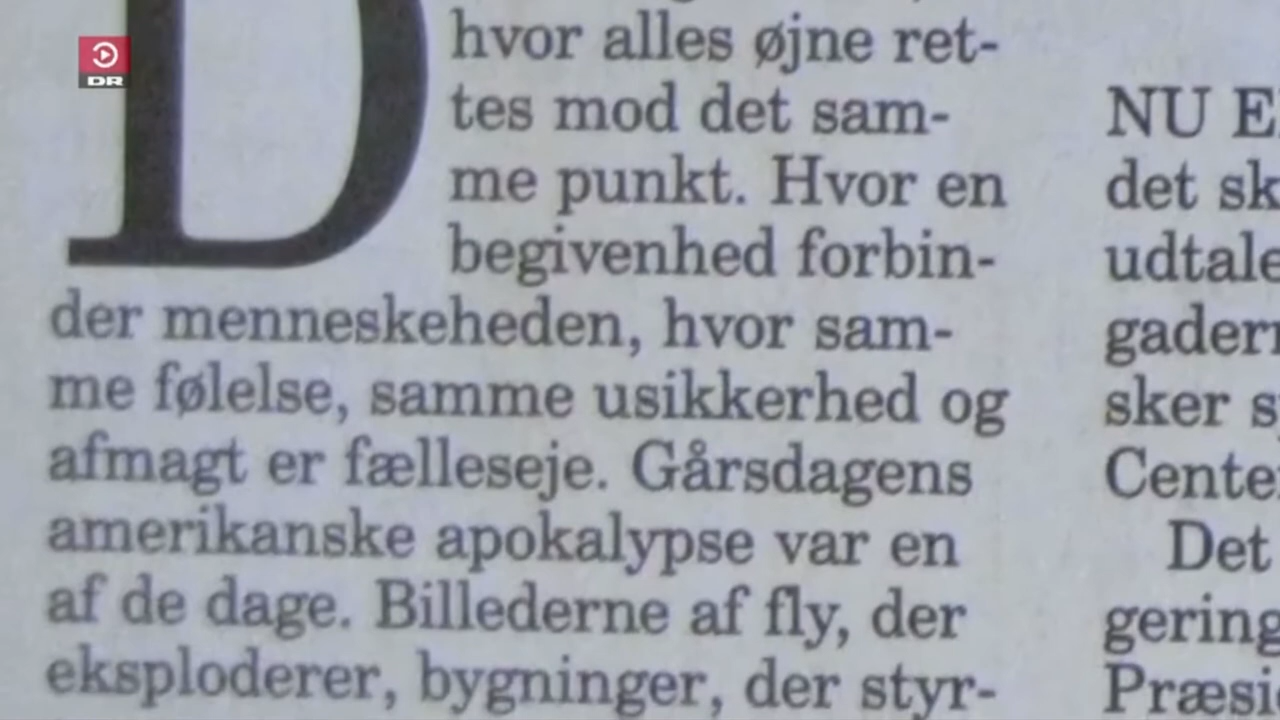 DR
D
hvor alles øjne ret-
tes mod det sam-
me punkt. Hvor en
begivenhed forbin-
der menneskeheden, hvor sam-
me følelse, samme usikkerhed og
afmagt er fælleseje. Gårsdagens
amerikanske apokalypse var en
af de dage. Billederne af fly, der
eksploderer, bygninger, der styr-
NU E
det sk
udtale
gadern
sker s
Center
Det
gering
Præsi